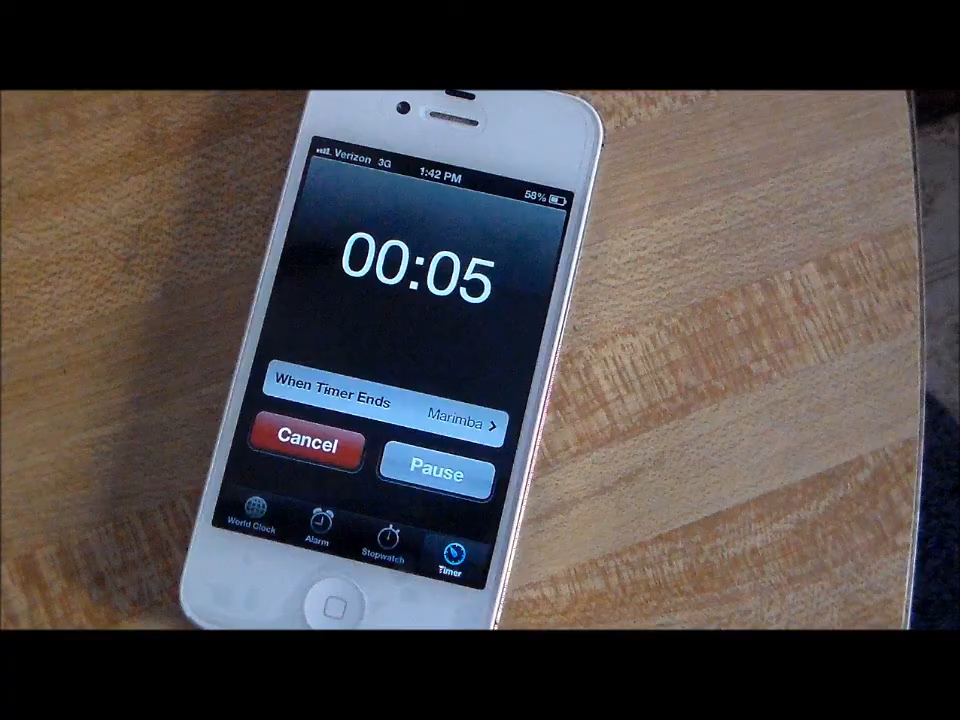 Verizon 3G 1:42 PM 58%
00:05
When Timer Ends Marimba
Cancel Pause
World Clock Alarm Stopwatch Timer